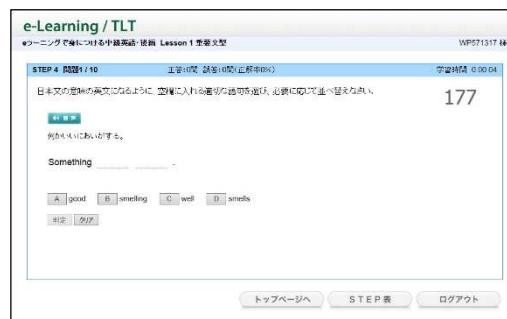 e-Learning / TLT
eラーニングで身につける中級英語・後編 Lesson 1 重要文型
WP571317 様
STEP 4 問題1 / 10
正答:0問 誤答:0問(正解率0%)
学習時間 0:00:04
日本文の意味の英文になるように、空欄に入れる適切な語句を選び、必要に応じて並べ替えなさい。
177
音声
何かいいにおいがする。
Something
.
A good B smelling C well D smells
判定 クリア
トップページへ STEP表 ログアウト